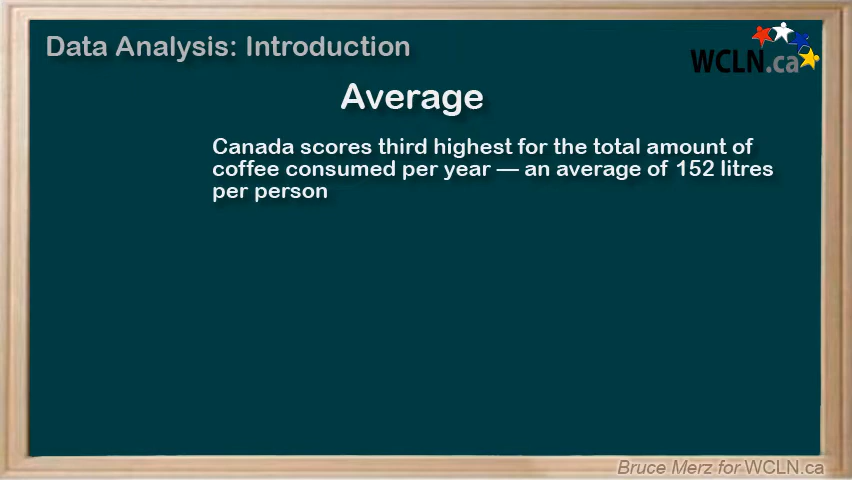 Data Analysis: Introduction
WCLN.ca
Average
Canada scores third highest for the total amount of
coffee consumed per year — an average of 152 litres
per person
Bruce Merz for WCLN.ca